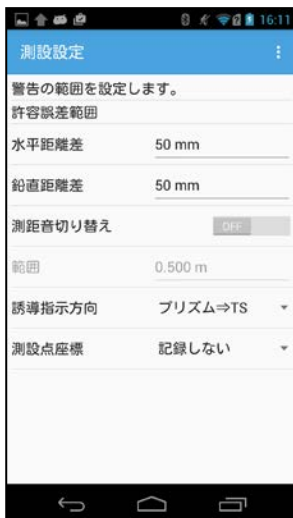 16:11
測設設定
警告の範囲を設定します。
許容誤差範囲
水平距離差 50 mm
鉛直距離差 50 mm
測距音切り替え OFF
範囲 0.500 m
誘導指示方向 プリズム⇒TS
測設点座標 記録しない